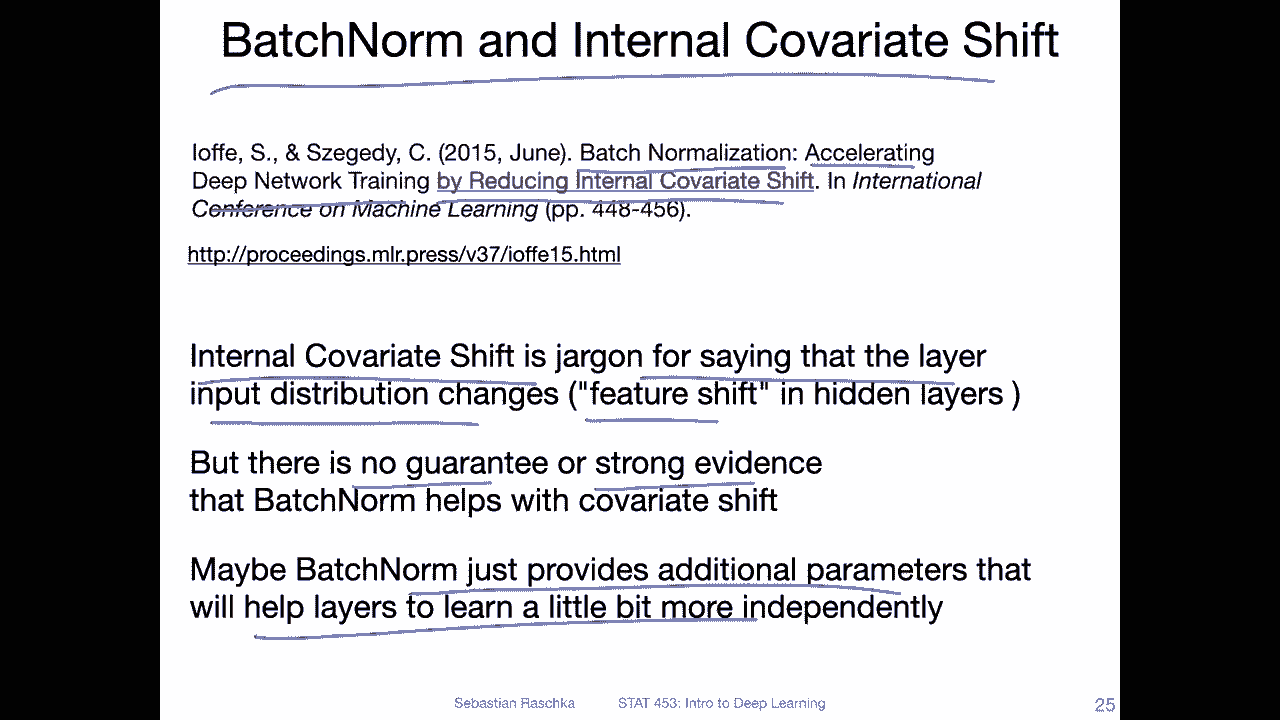 BatchNorm and Internal Covariate Shift
Ioffe, S., & Szegedy, C. (2015, June). Batch Normalization: Accelerating
Deep Network Training by Reducing Internal Covariate Shift. In International
Conference on Machine Learning (pp. 448-456).
http://proceedings.mlr.press/v37/ioffe15.html
Internal Covariate Shift is jargon for saying that the layer
input distribution changes ("feature shift" in hidden layers )
But there is no guarantee or strong evidence
that BatchNorm helps with covariate shift
Maybe BatchNorm just provides additional parameters that
will help layers to learn a little bit more independently
Sebastian Raschka STAT 453: Intro to Deep Learning 25